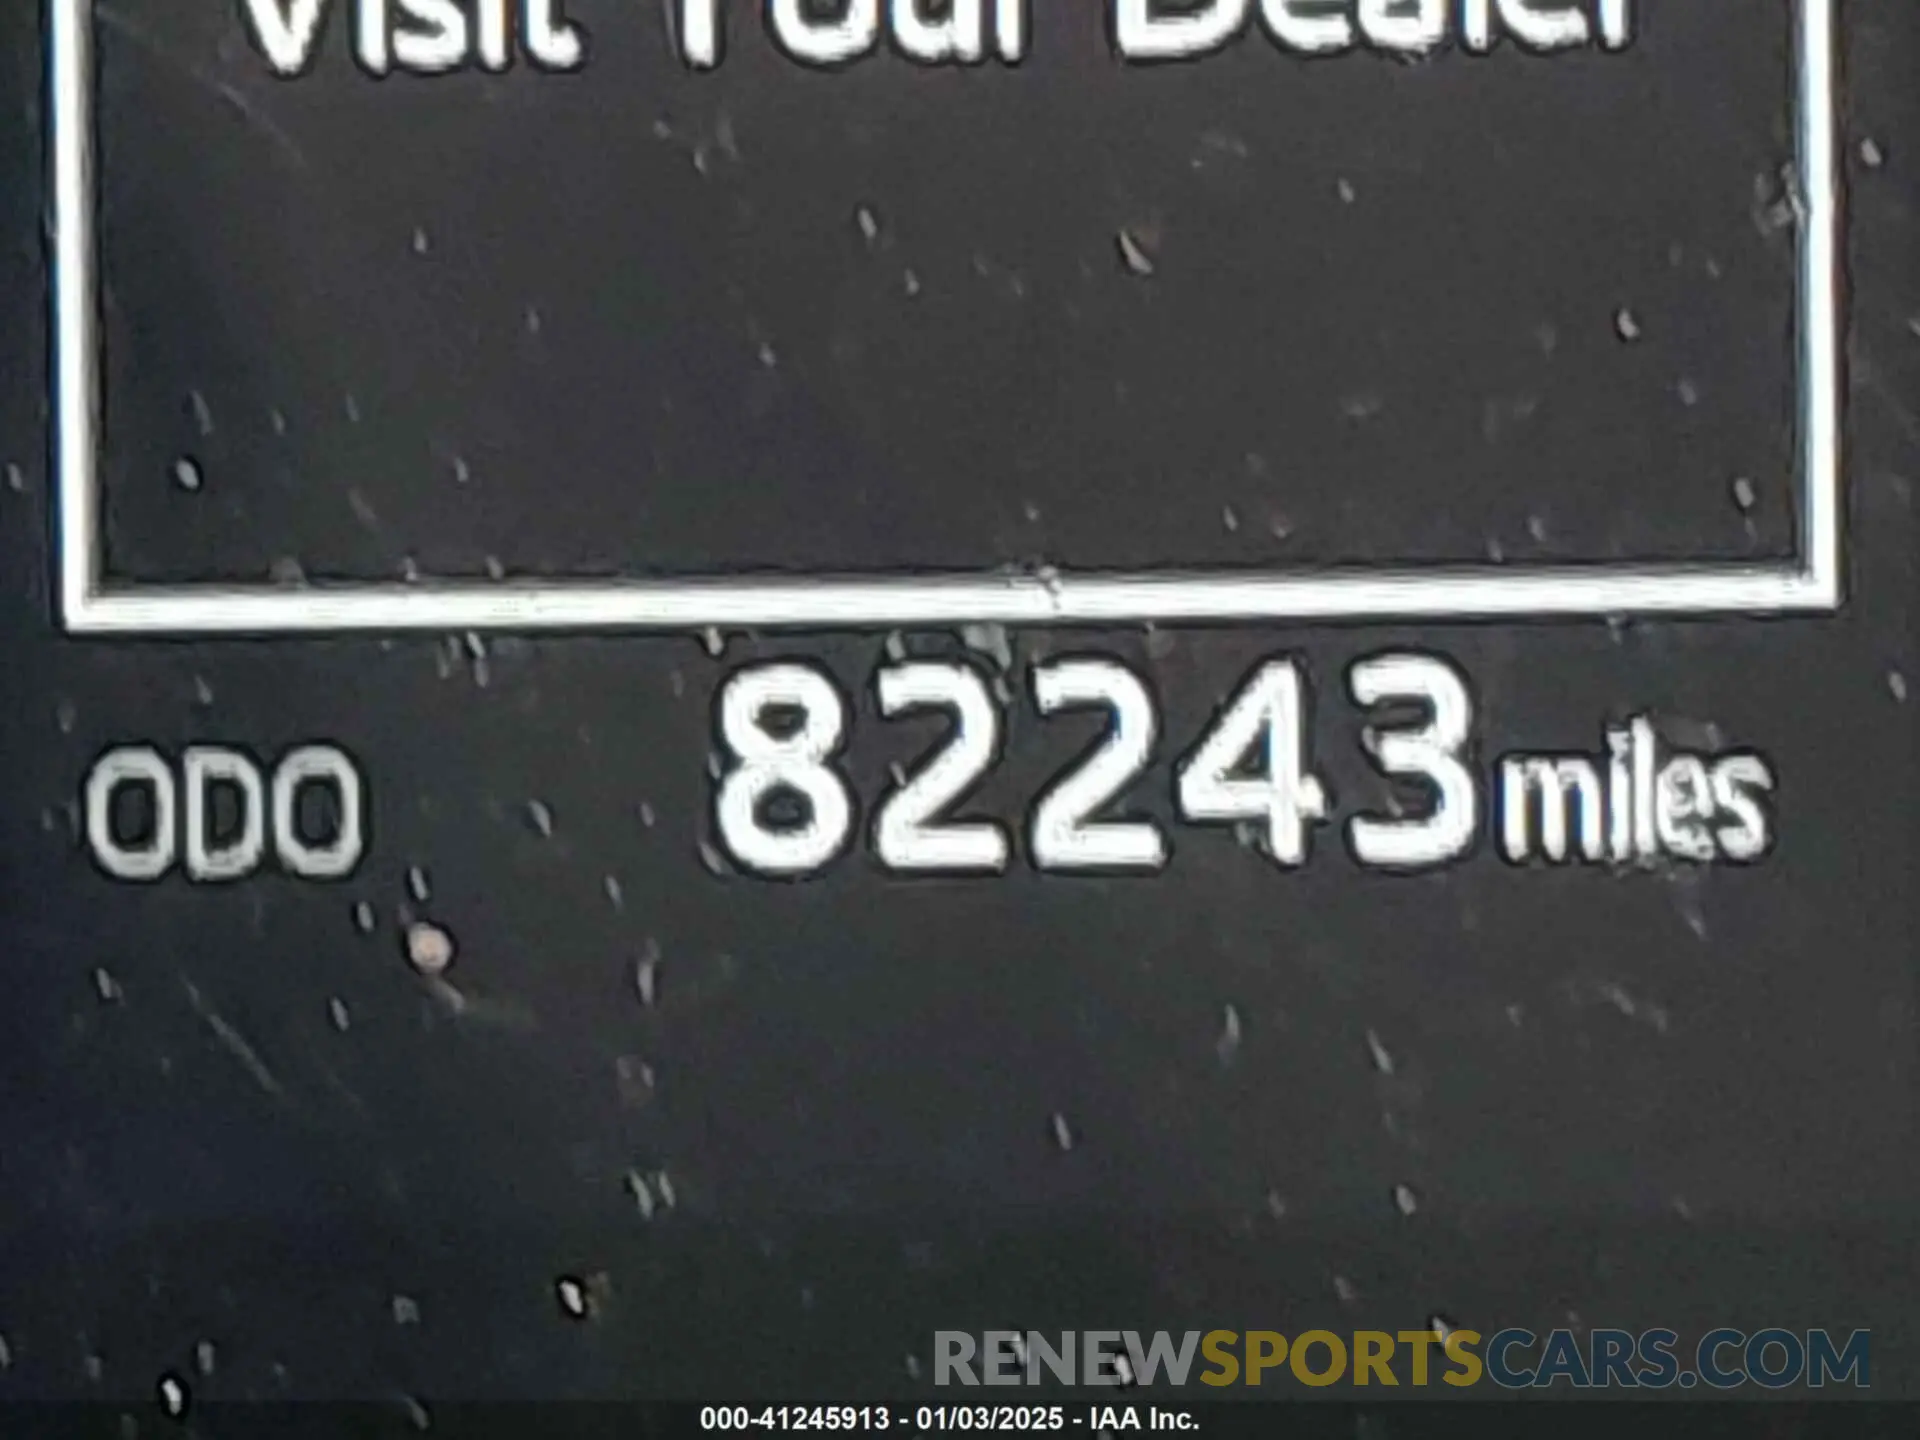 Visit Your Dealer
ODO 82243 miles
RENEWSPORTSCARS.COM
000-41245913 - 01/03/2025 - IAA Inc.